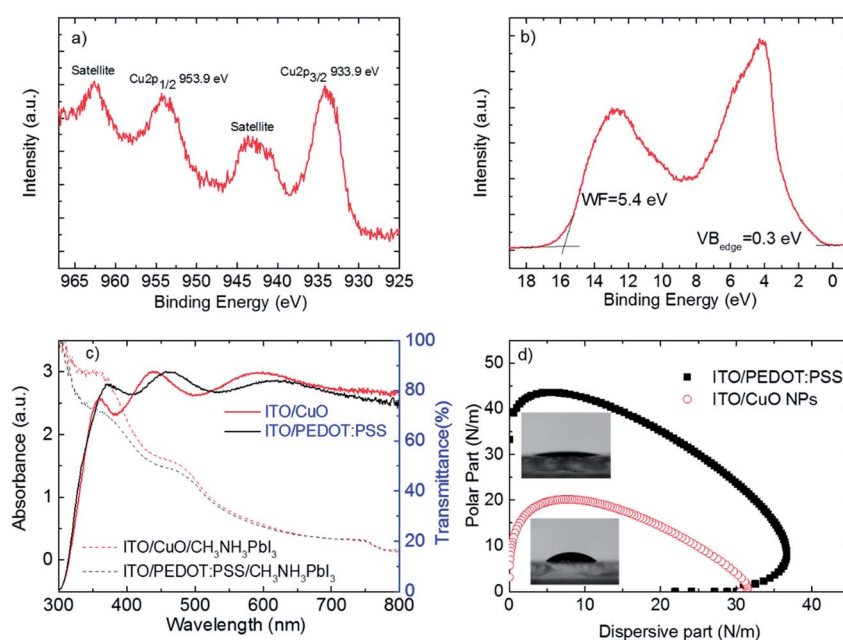 a)
Satellite
Cu2p1/2 953.9 eV
Satellite
Cu2p3/2 933.9 eV
Intensity (a.u.)
965 960 955 950 945 940 935 930 925
Binding Energy (eV)
b)
WF=5.4 eV
VBedge=0.3 eV
Intensity (a.u.)
18 16 14 12 10 8 6 4 2 0
Binding Energy (eV)
c)
ITO/CuO
ITO/PEDOT:PSS
ITO/CuO/CH3NH3PbI3
ITO/PEDOT:PSS/CH3NH3PbI3
Absorbance (a.u.)
3
2
1
0
Transmittance(%)
100
80
60
40
20
0
300 400 500 600 700 800
Wavelength (nm)
d)
ITO/PEDOT:PSS
ITO/CuO NPs
Polar Part (N/m)
50
40
30
20
10
0
0 10 20 30 40
Dispersive part (N/m)